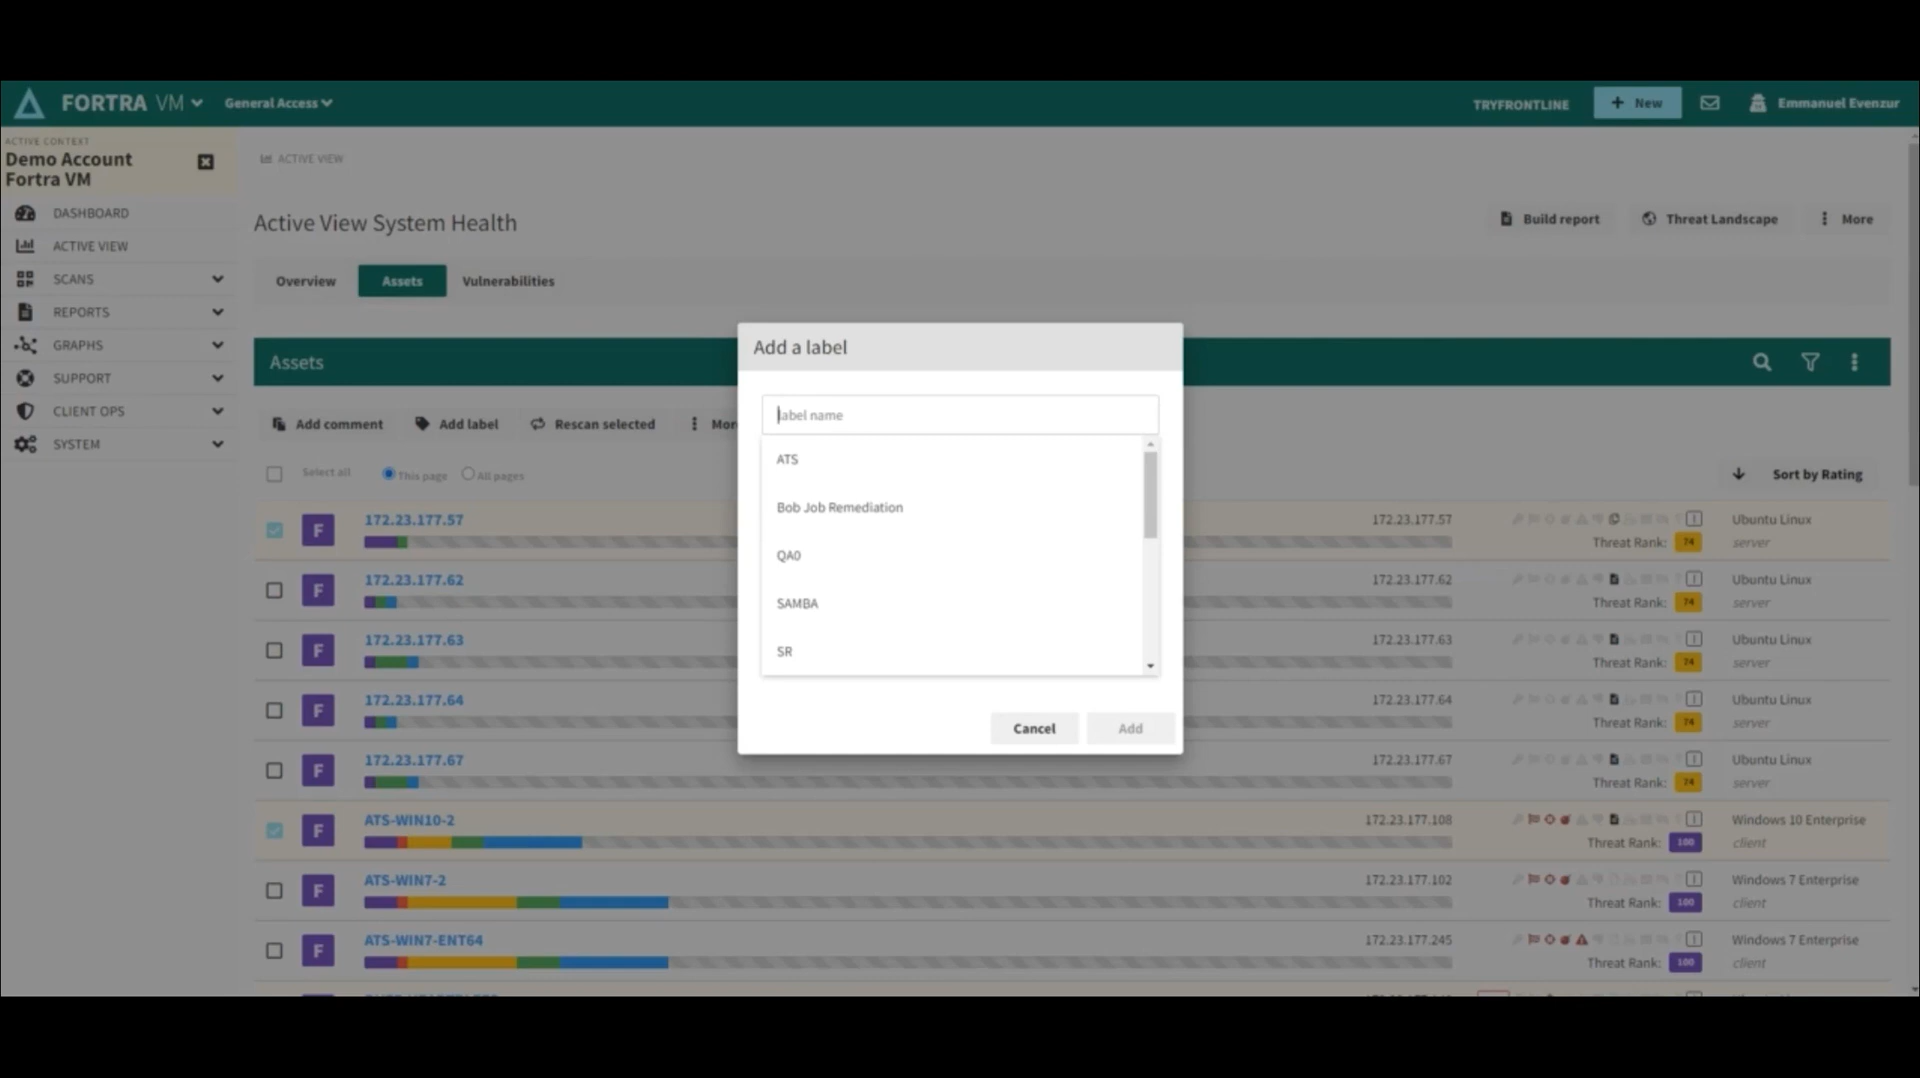 FORTRA VM
General Access
TRYFRONTLINE
+ New
Emmanuel Evenzur
ACTIVE CONTEXT
Demo Account
Fortra VM
DASHBOARD
ACTIVE VIEW
SCANS
REPORTS
GRAPHS
SUPPORT
CLIENT OPS
SYSTEM
ACTIVE VIEW
Active View System Health
Build report
Threat Landscape
More
Overview
Assets
Vulnerabilities
Assets
Add comment
Add label
Rescan selected
Select all
This page
All pages
Sort by Rating
Add a label
label name
ATS
Bob Job Remediation
QA0
SAMBA
SR
Cancel
Add
F 172.23.177.57 172.23.177.57 Ubuntu Linux
Threat Rank: 74 server
F 172.23.177.62 172.23.177.62 Ubuntu Linux
Threat Rank: 74 server
F 172.23.177.63 172.23.177.63 Ubuntu Linux
Threat Rank: 74 server
F 172.23.177.64 172.23.177.64 Ubuntu Linux
Threat Rank: 74 server
F 172.23.177.67 172.23.177.67 Ubuntu Linux
Threat Rank: 74 server
F ATS-WIN10-2 172.23.177.108 Windows 10 Enterprise
Threat Rank: 100 client
F ATS-WIN7-2 172.23.177.102 Windows 7 Enterprise
Threat Rank: 100 client
F ATS-WIN7-ENT64 172.23.177.245 Windows 7 Enterprise
Threat Rank: 100 client